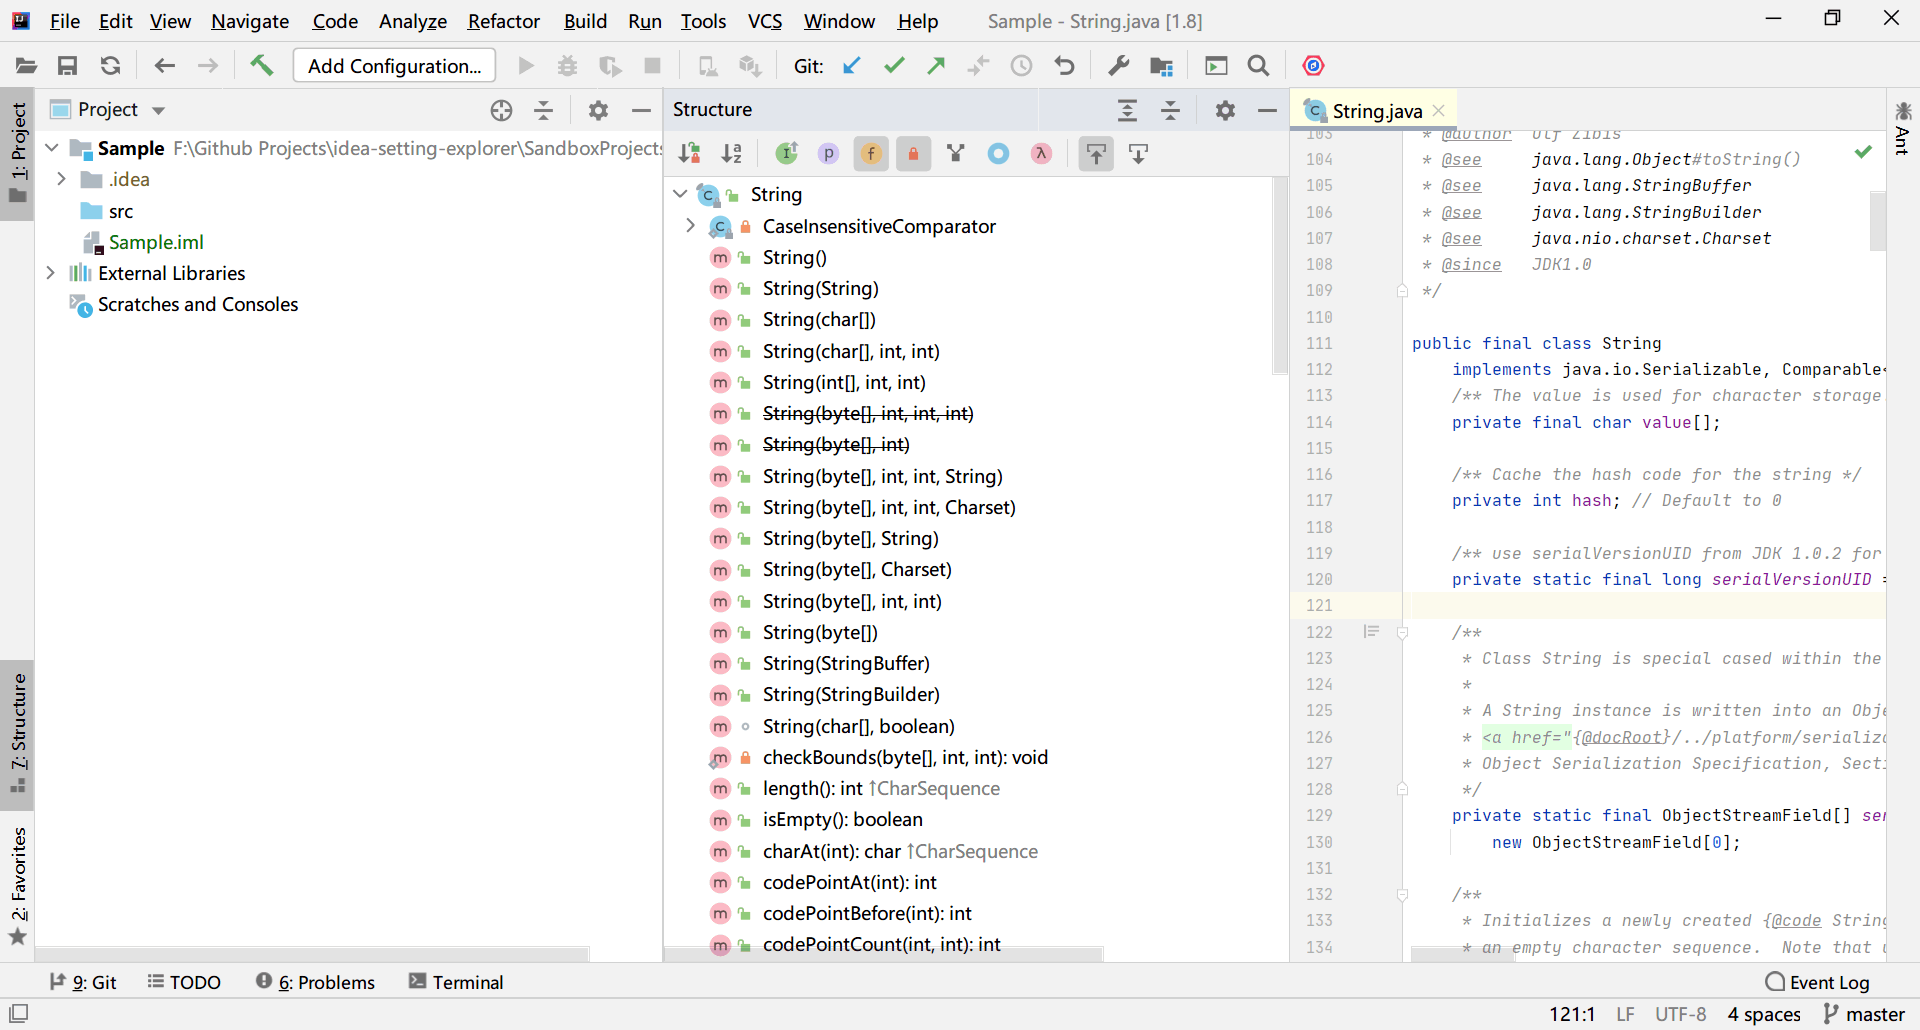 File Edit View Navigate Code Analyze Refactor Build Run Tools VCS Window Help Sample - String.java [1.8]
Add Configuration... Git:
Project
Structure
String.java
1: Project
7: Structure
2: Favorites
Ant
Sample F:\Github Projects\idea-setting-explorer\SandboxProjects
.idea
src
Sample.iml
External Libraries
Scratches and Consoles
String
CaseInsensitiveComparator
String()
String(String)
String(char[])
String(char[], int, int)
String(int[], int, int)
String(byte[], int, int, int)
String(byte[], int)
String(byte[], int, int, String)
String(byte[], int, int, Charset)
String(byte[], String)
String(byte[], Charset)
String(byte[], int, int)
String(byte[])
String(StringBuffer)
String(StringBuilder)
String(char[], boolean)
checkBounds(byte[], int, int): void
length(): int ↑CharSequence
isEmpty(): boolean
charAt(int): char ↑CharSequence
codePointAt(int): int
codePointBefore(int): int
codePointCount(int, int): int
103 * @author Ulf Zibis
104 * @see java.lang.Object#toString()
105 * @see java.lang.StringBuffer
106 * @see java.lang.StringBuilder
107 * @see java.nio.charset.Charset
108 * @since JDK1.0
109 */
110
111 public final class String
112 implements java.io.Serializable, Comparable<
113 /** The value is used for character storage
114 private final char value[];
115
116 /** Cache the hash code for the string */
117 private int hash; // Default to 0
118
119 /** use serialVersionUID from JDK 1.0.2 for
120 private static final long serialVersionUID =
121
122 /**
123 * Class String is special cased within the
124 *
125 * A String instance is written into an Obje
126 * <a href="{@docRoot}/../platform/serializa
127 * Object Serialization Specification, Secti
128 */
129 private static final ObjectStreamField[] ser
130 new ObjectStreamField[0];
131
132 /**
133 * Initializes a newly created {@code String
134 * an empty character sequence. Note that u
9: Git TODO 6: Problems Terminal Event Log
121:1 LF UTF-8 4 spaces master